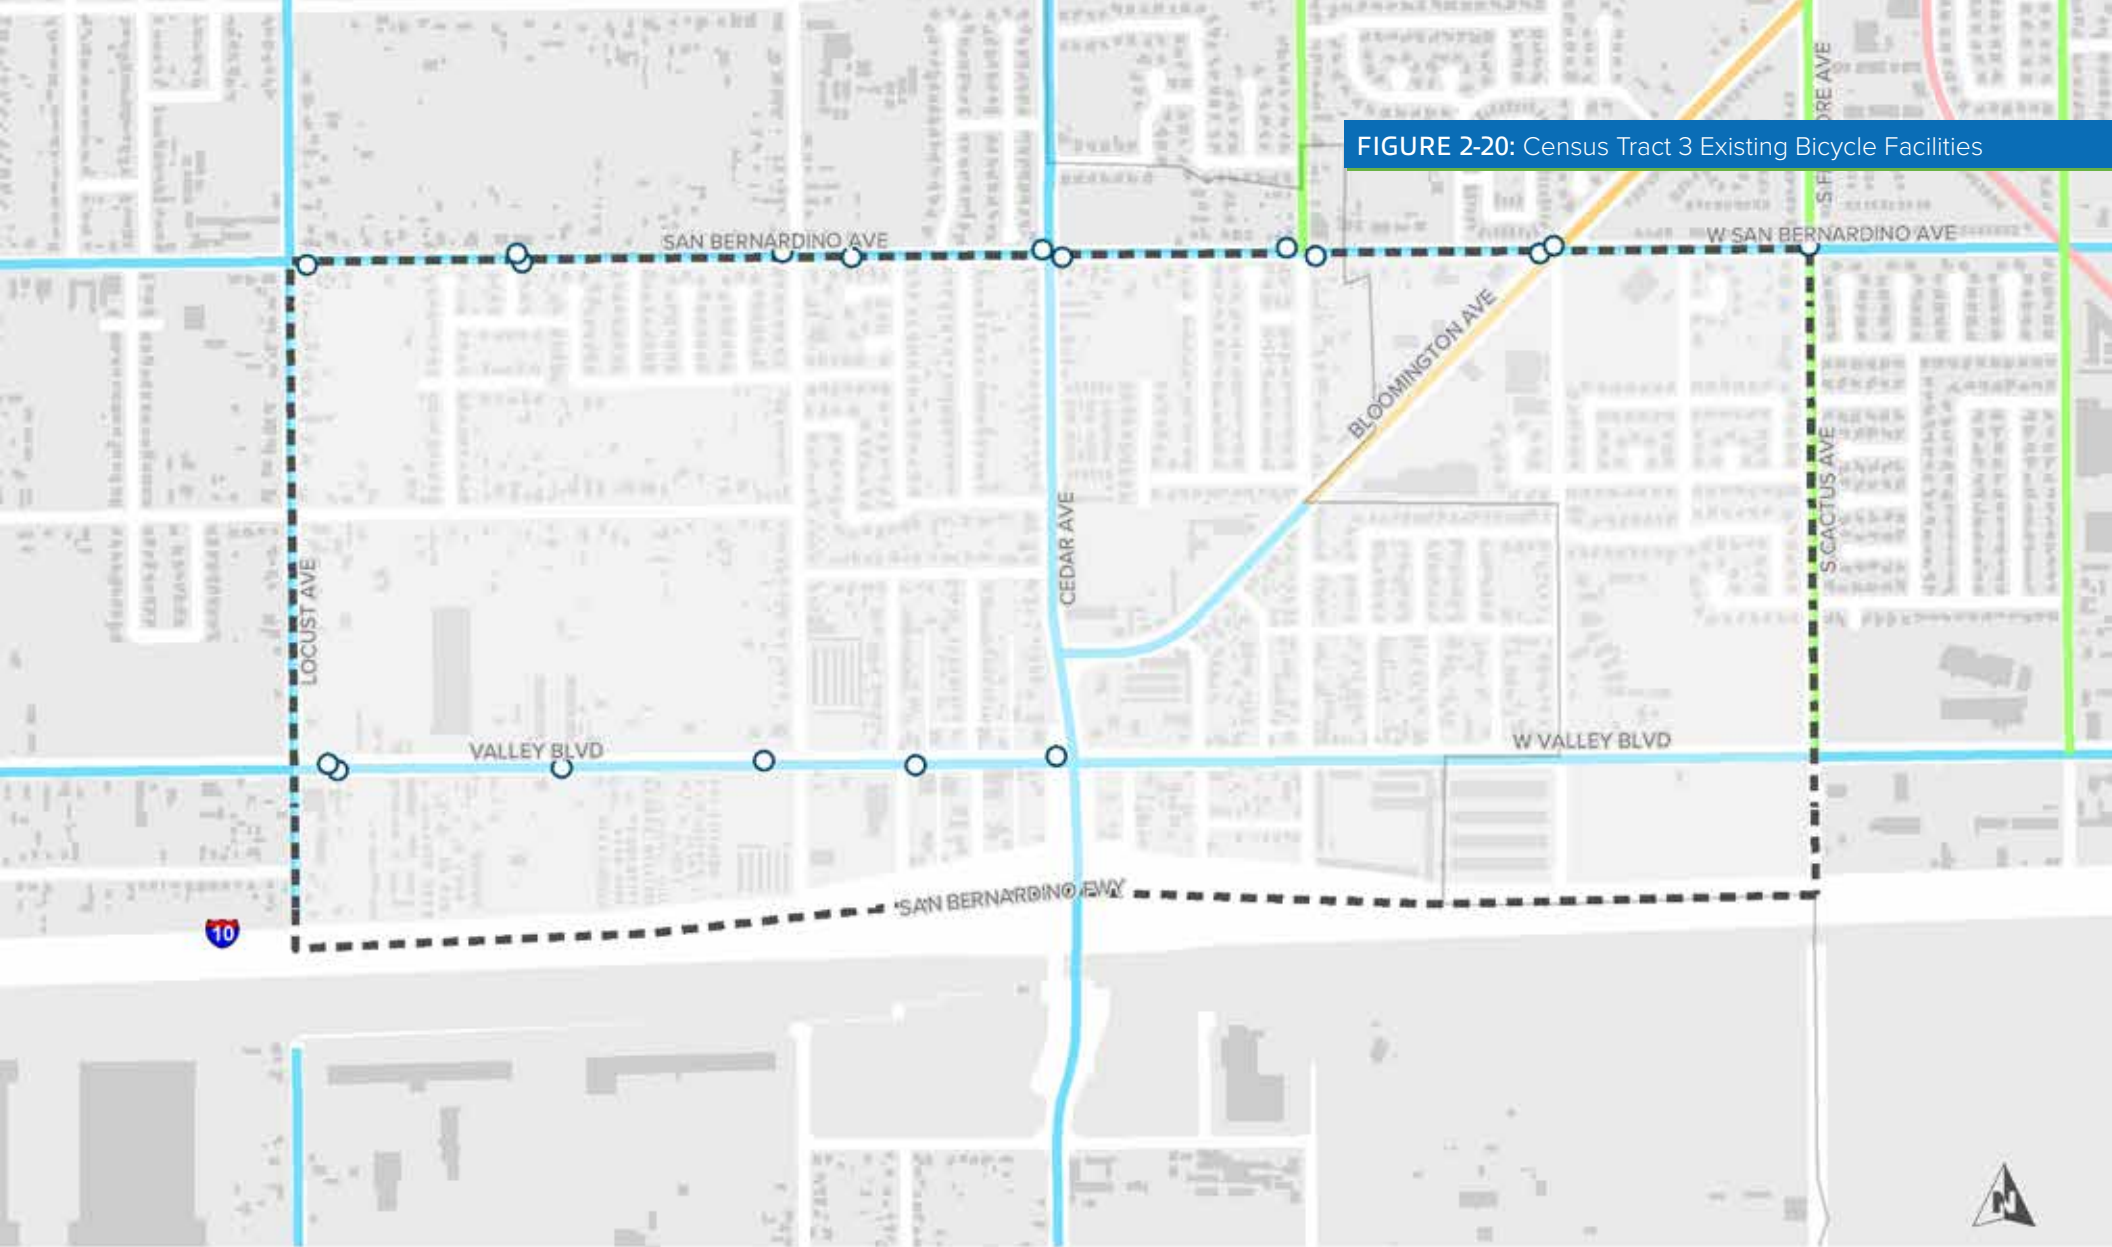 FIGURE 2-20: Census Tract 3 Existing Bicycle Facilities
SAN BERNARDINO AVE
W SAN BERNARDINO AVE
BLOOMINGTON AVE
S CACTUS AVE
CEDAR AVE
LOCUST AVE
VALLEY BLVD
W VALLEY BLVD
SAN BERNARDINO FWY
10
N